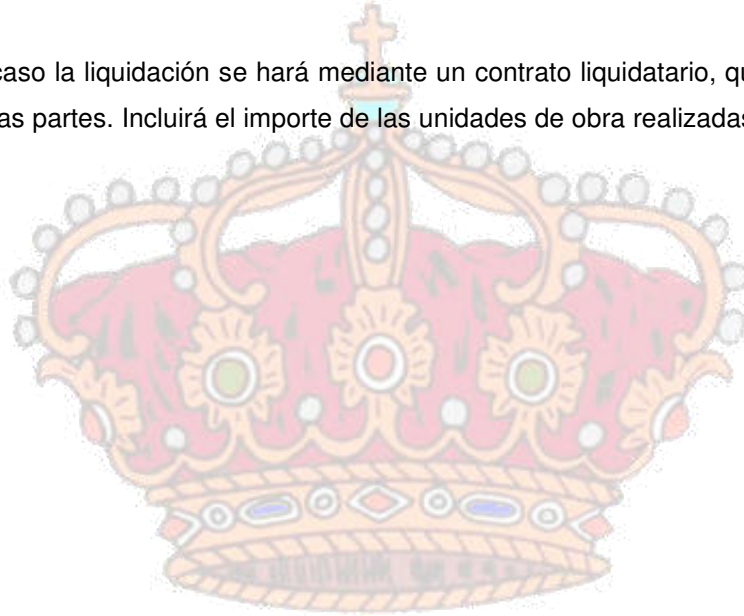 caso la liquidación se hará mediante un contrato liquidatario,
as partes. Incluirá el importe de las unidades de obra realizadas